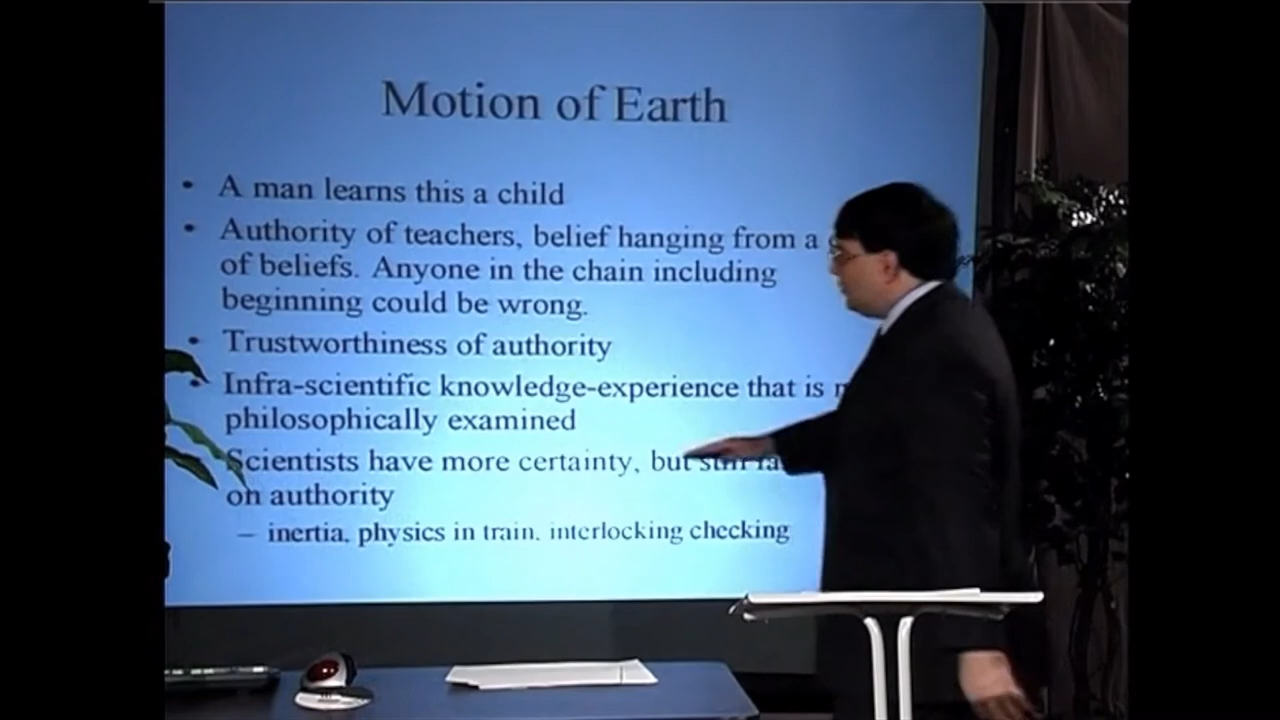 Motion of Earth
• A man learns this a child
• Authority of teachers, belief hanging from a
of beliefs. Anyone in the chain including
beginning could be wrong.
• Trustworthiness of authority
• Infra-scientific knowledge-experience that is
philosophically examined
Scientists have more certainty, but still
on authority
– inertia, physics in train, interlocking checking